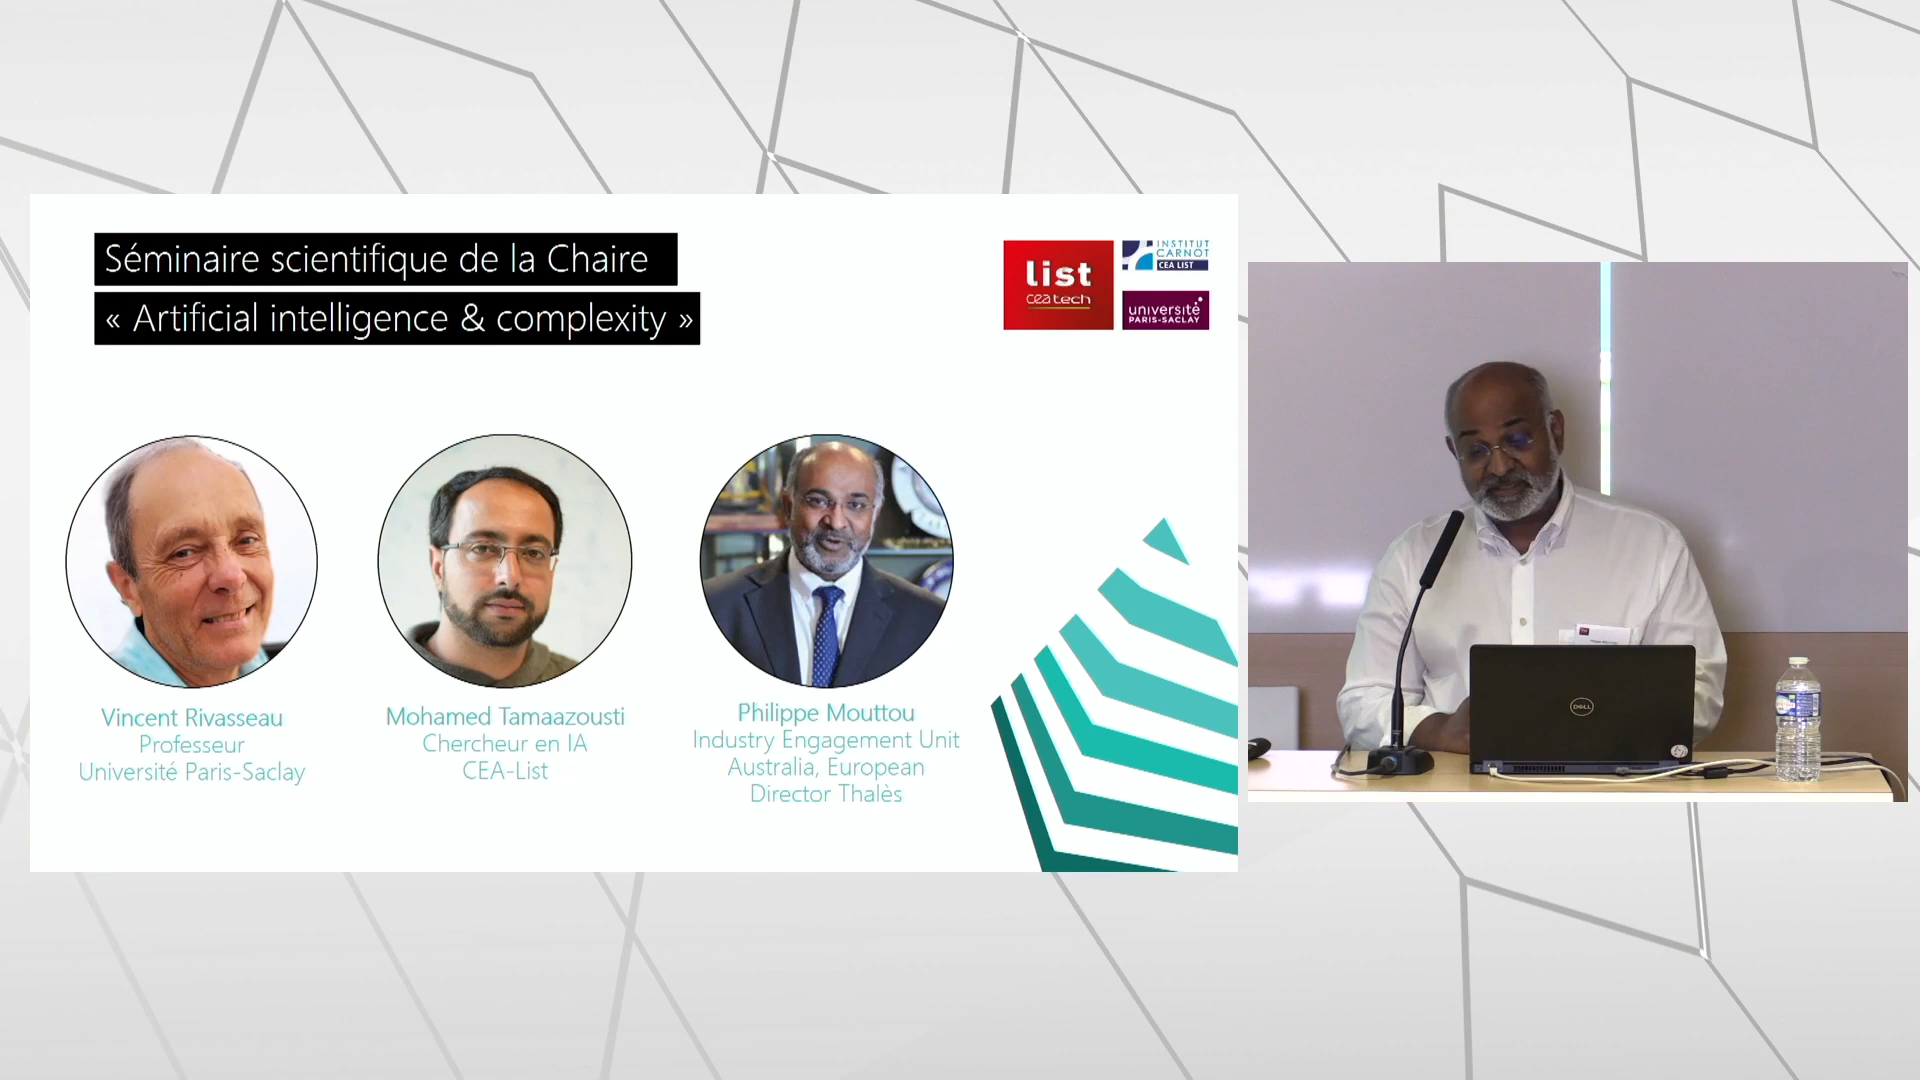 Séminaire scientifique de la Chaire
« Artificial intelligence & complexity »
list
cea tech
INSTITUT
CARNOT
CEA LIST
université
PARIS-SACLAY
Vincent Rivasseau
Professeur
Université Paris-Saclay
Mohamed Tamaazousti
Chercheur en IA
CEA-List
Philippe Mouttou
Industry Engagement Unit
Australia, European
Director Thalès
DELL